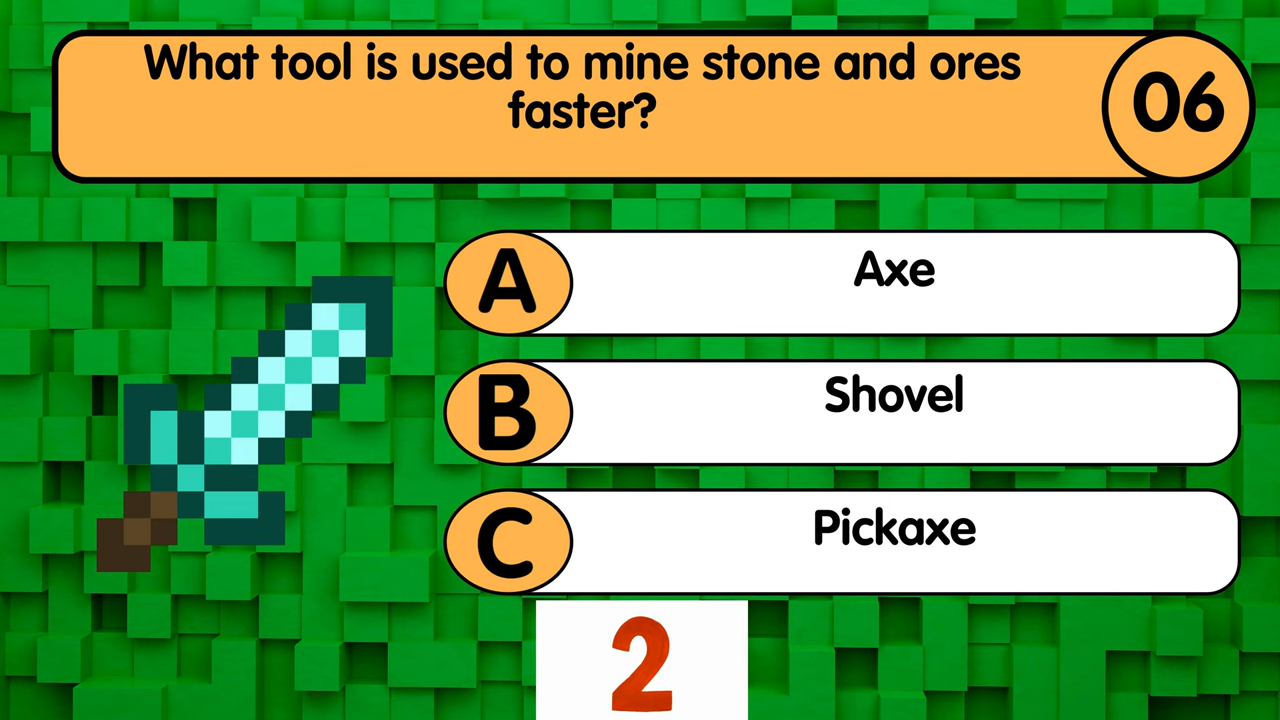 What tool is used to mine stone and ores
faster?
06
A
Axe
B
Shovel
C
Pickaxe
2